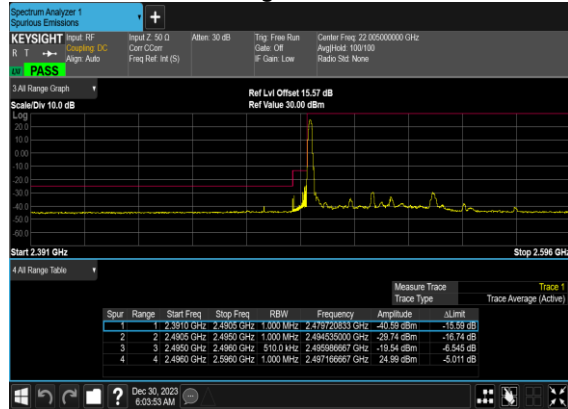 Spectrum Analyzer 1
Spurious Emissions
+
KEYSIGHT Input: RF Input Z: 50 Ω Atten: 30 dB Trig: Free Run Center Freq: 22.005000000 GHz
R T Coupling: DC Corr CCorr Gate: Off Avg|Hold: 100/100
Align: Auto Freq Ref: Int (S) IF Gain: Low Radio Std: None
PASS
3 All Range Graph
Ref Lvl Offset 15.57 dB
Scale/Div 10.0 dB Ref Value 30.00 dBm
Log
20.0
10.0
0.00
-10.0
-20.0
-30.0
-40.0
-50.0
-60.0
Start 2.391 GHz Stop 2.596 GHz
4 All Range Table
Measure Trace Trace 1
Trace Type Trace Average (Active)
Spur Range Start Freq Stop Freq RBW Frequency Amplitude ΔLimit
1 1 2.3910 GHz 2.4905 GHz 1.000 MHz 2.479720833 GHz -40.59 dBm -15.59 dB
2 2 2.4905 GHz 2.4950 GHz 1.000 MHz 2.494535000 GHz -29.74 dBm -16.74 dB
3 3 2.4950 GHz 2.4960 GHz 510.0 kHz 2.495986667 GHz -19.54 dBm -6.545 dB
4 4 2.4960 GHz 2.5960 GHz 1.000 MHz 2.497166667 GHz 24.99 dBm -5.011 dB
? Dec 30, 2023
6:03:53 AM